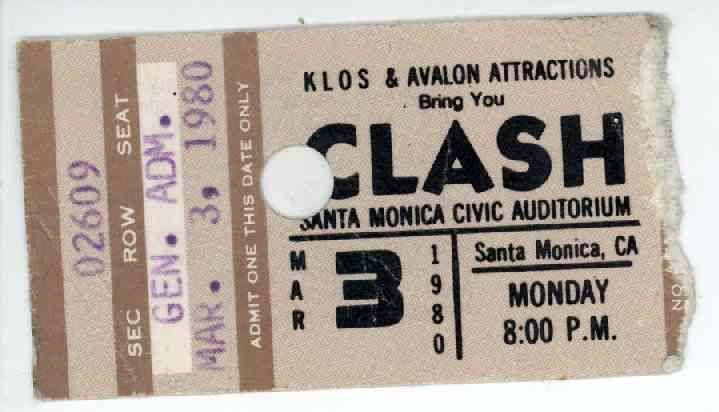 02609
SEC ROW SEAT
GEN. ADM.
MAR. 3, 1980
ADMIT ONE THIS DATE ONLY
KLOS & AVALON ATTRACTIONS
Bring You
CLASH
SANTA MONICA CIVIC AUDITORIUM
MAR
3
1980
Santa Monica, CA
MONDAY
8:00 P.M.